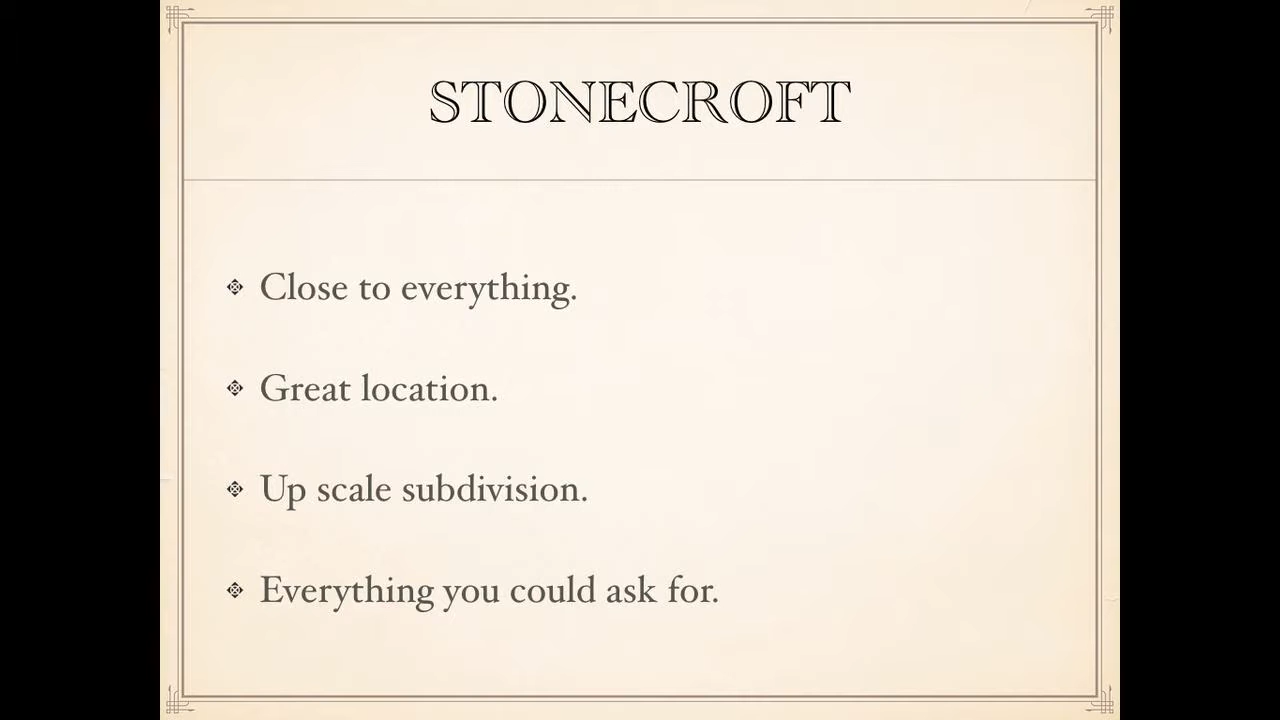 STONECROFT
Close to everything.
Great location.
Up scale subdivision.
Everything you could ask for.